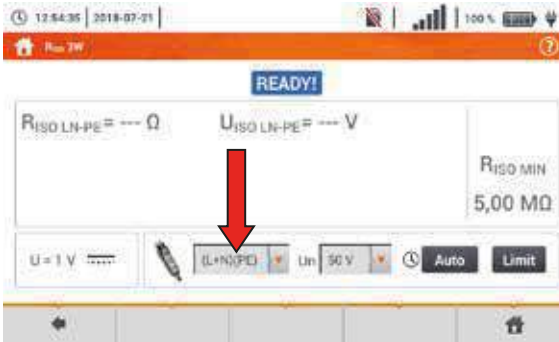 12:54:35 | 2018-07-21 | 100 %
RISO 2W
READY!
RISO LN-PE= --- Ω UISO LN-PE= --- V
RISO MIN
5,00 MΩ
U = 1 V (L+N)(PE) Un 50 V Auto Limit